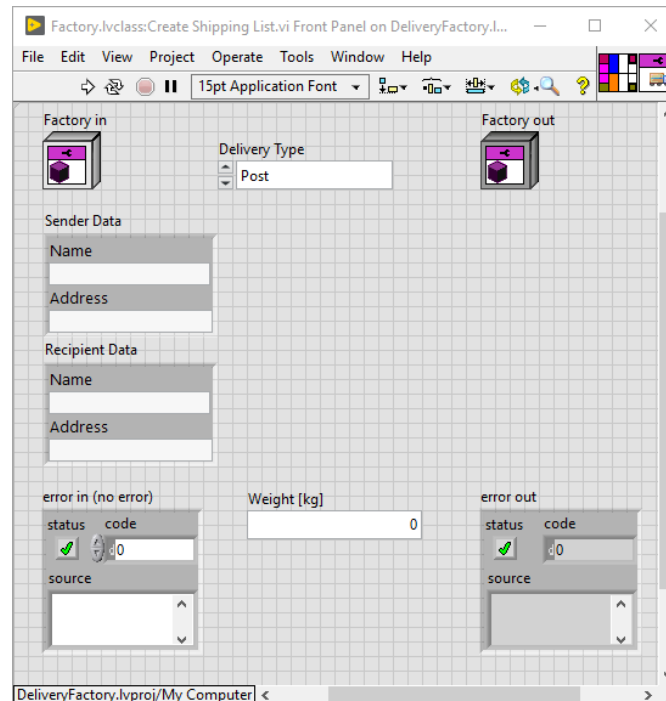 Factory.lvclass:Create Shipping List.vi Front Panel on DeliveryFactory.l...
File Edit View Project Operate Tools Window Help
15pt Application Font
Factory in
Factory out
Delivery Type
Post
Sender Data
Name
Address
Recipient Data
Name
Address
error in (no error)
Weight [kg]
error out
status code
0
status code
d0
d0
source
source
DeliveryFactory.lvproj/My Computer